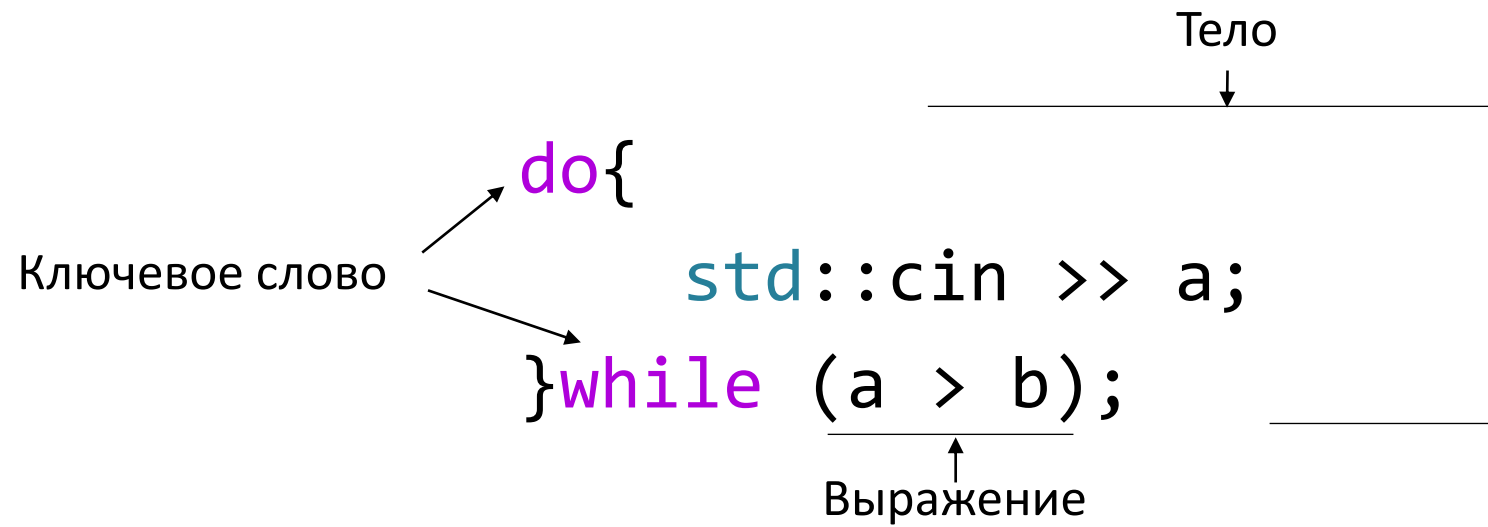 Тело
do{
Ключевое слово
std::cin >> a;
}while (a > b);
Выражение